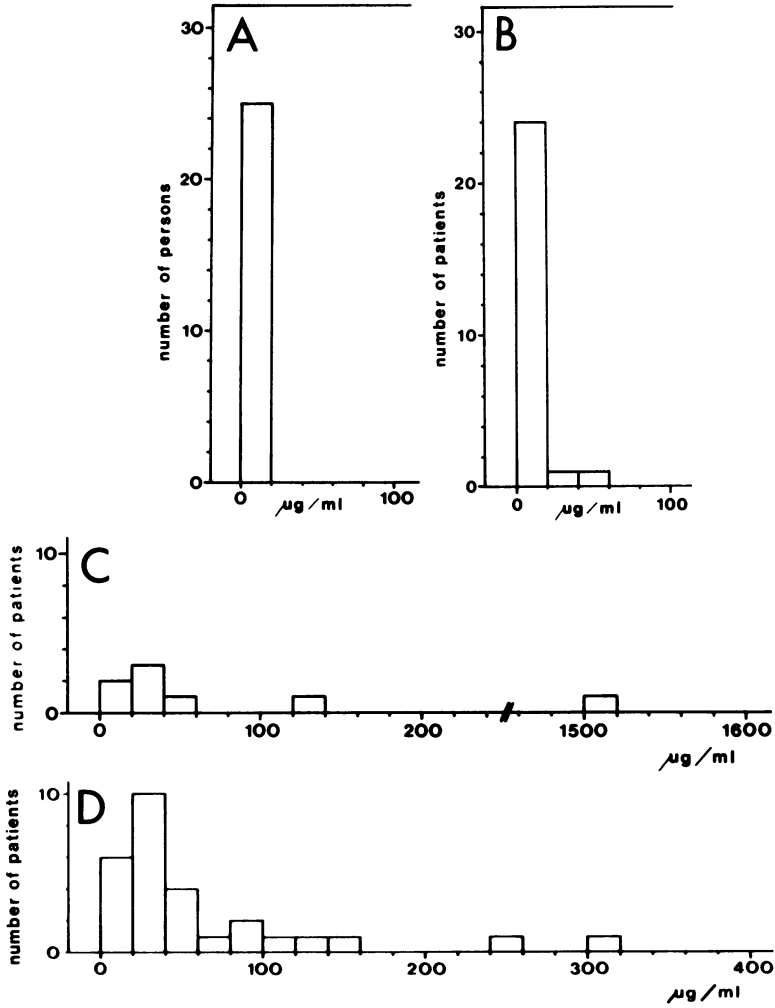 A
30
20
10
0
number of persons
0 100
µg/ml
B
30
20
10
0
number of patients
0 100
µg/ml
C
10
0
number of patients
0 100 200 1500 1600
µg/ml
D
10
0
number of patients
0 100 200 300 400
µg/ml